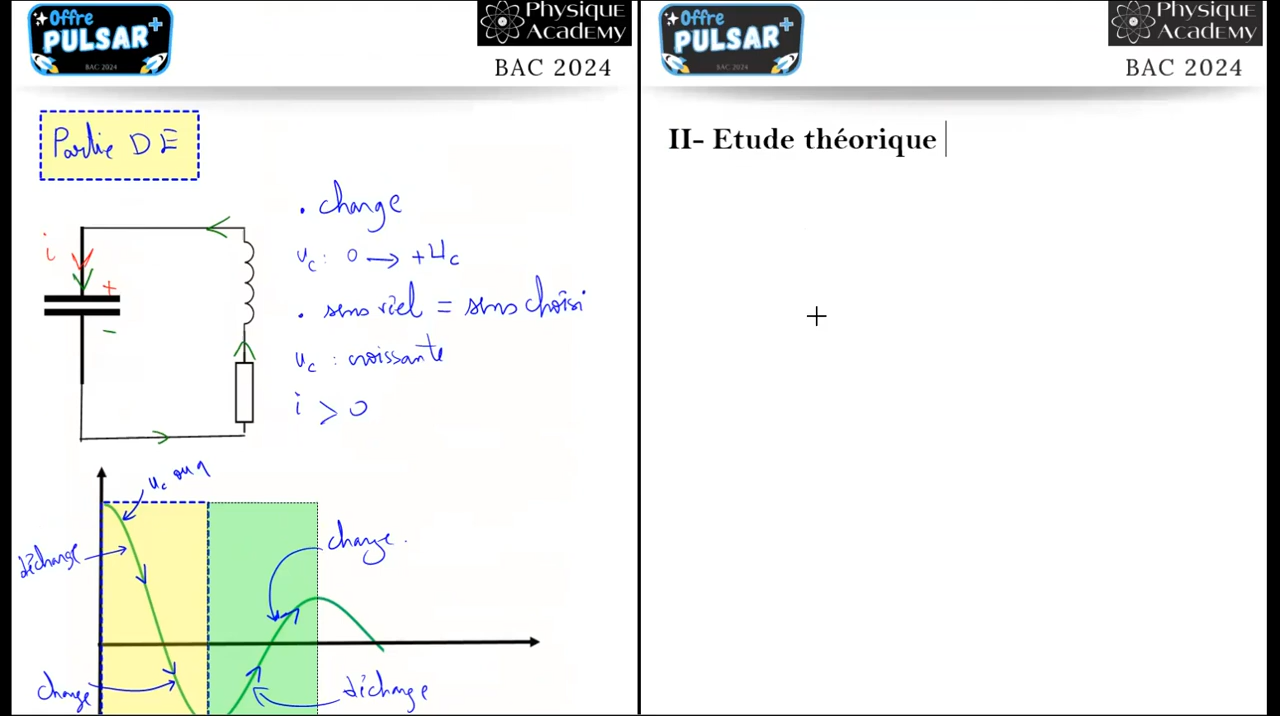 Offre
PULSAR+
BAC 2024
Physique
Academy
BAC 2024
Partie DE
• charge
uc : 0 → +Uc
• sens réel = sens choisi
uc : croissante
i > 0
i
+
-
uc ou q
décharge
charge.
charge
décharge
Offre
PULSAR+
BAC 2024
Physique
Academy
BAC 2024
II- Etude théorique